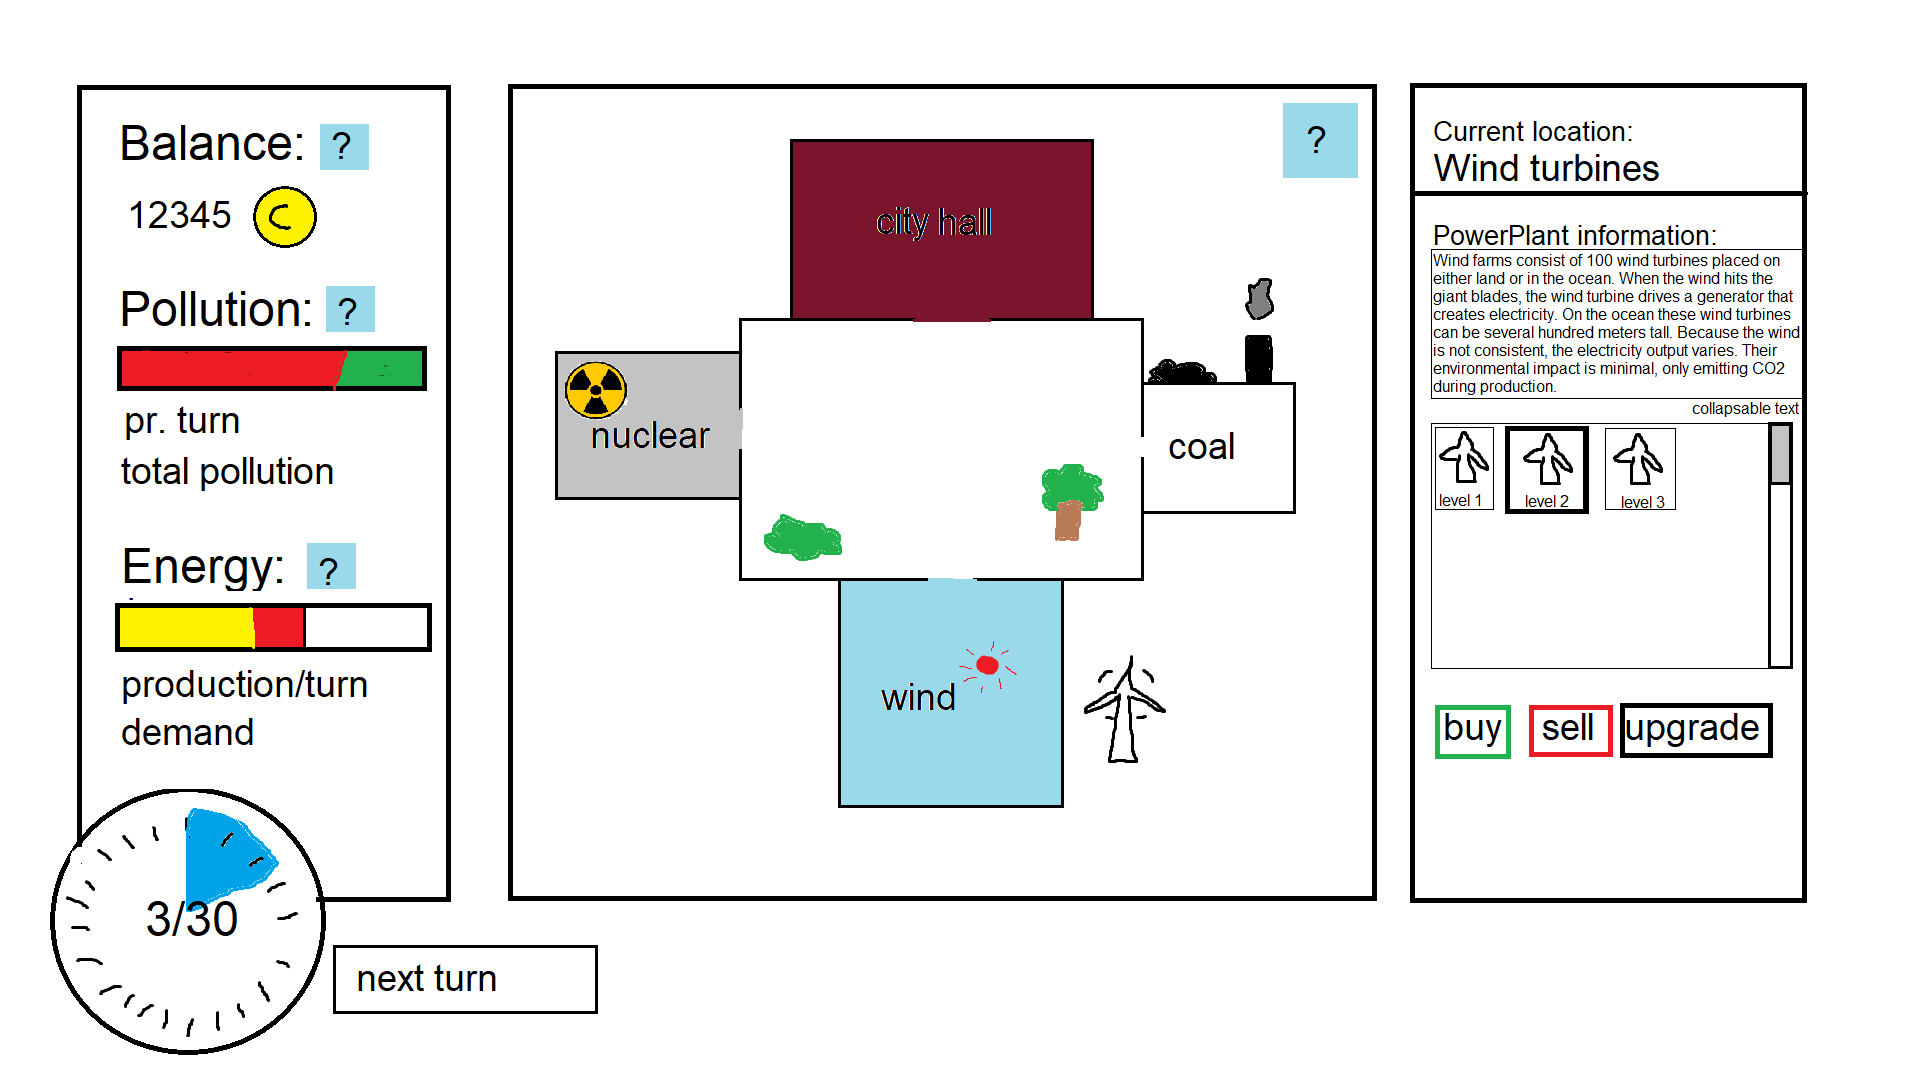 Balance: ?
12345 C
Pollution: ?
pr. turn
total pollution
Energy: ?
production/turn
demand
3/30
next turn
?
city hall
nuclear
coal
wind
Current location:
Wind turbines
PowerPlant information:
Wind farms consist of 100 wind turbines placed on
either land or in the ocean. When the wind hits the
giant blades, the wind turbine drives a generator that
creates electricity. On the ocean these wind turbines
can be several hundred meters tall. Because the wind
is not consistent, the electricity output varies. Their
environmental impact is minimal, only emitting CO2
during production.
collapsable text
level 1 level 2 level 3
buy sell upgrade